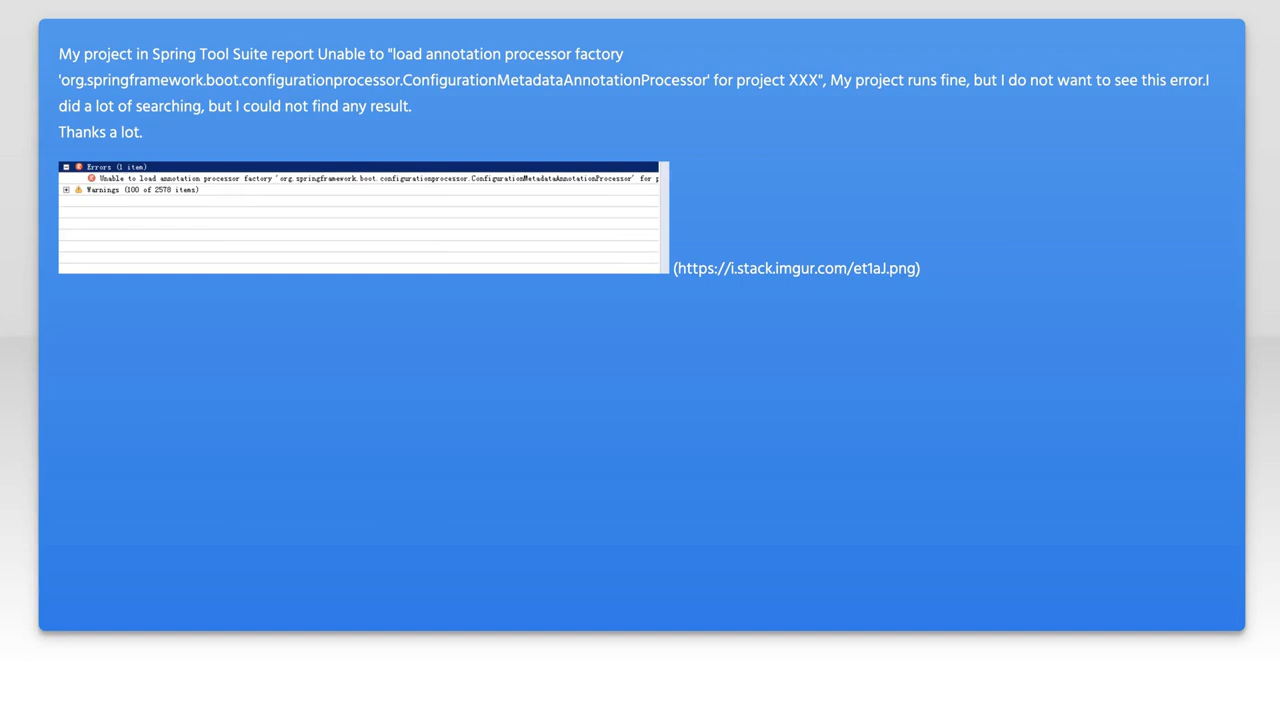 My project in Spring Tool Suite report Unable to "load annotation processor factory
'org.springframework.boot.configurationprocessor.ConfigurationMetadataAnnotationProcessor' for project XXX", My project runs fine, but I do not want to see this error.I
did a lot of searching, but I could not find any result.
Thanks a lot.
Errors (1 item)
Unable to load annotation processor factory 'org.springframework.boot.configurationprocessor.ConfigurationMetadataAnnotationProcessor' for p
Warnings (100 of 2578 items)
(https://i.stack.imgur.com/et1aJ.png)